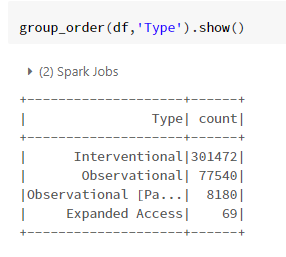 group_order(df,'Type').show()
(2) Spark Jobs
+--------------------+------+
|                Type| count|
+--------------------+------+
|      Interventional|301472|
|       Observational| 77540|
|Observational [Pa...|  8180|
|     Expanded Access|    69|
+--------------------+------+